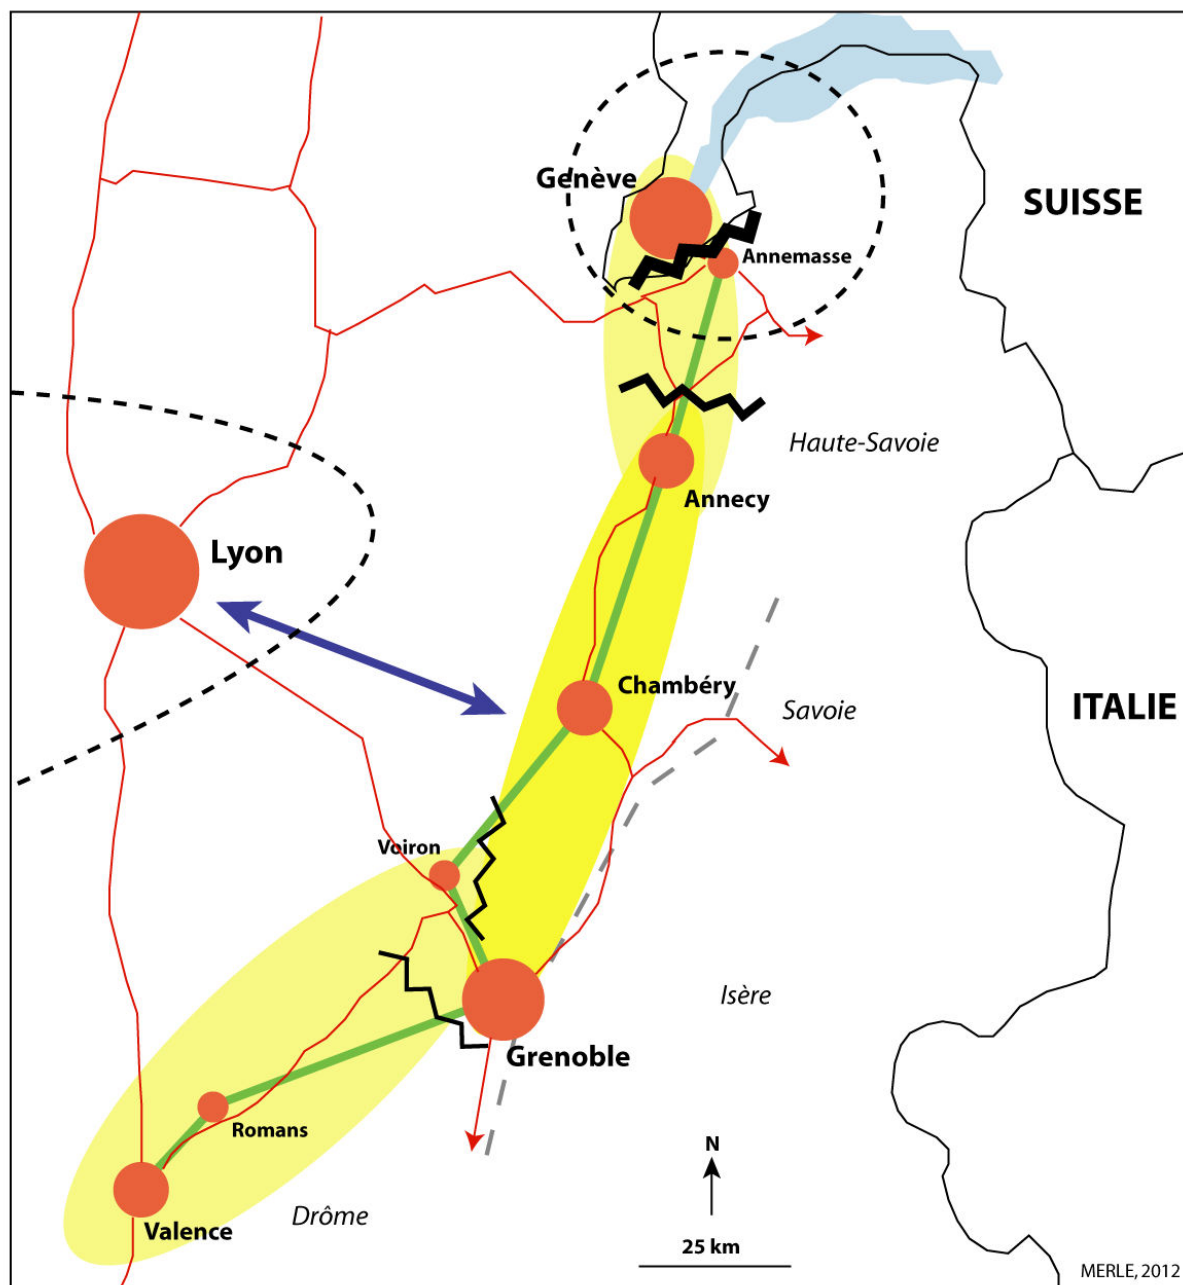 Genève
SUISSE
Annemasse
Haute-Savoie
Annecy
Lyon
Chambéry
Savoie
ITALIE
Voiron
Isère
Grenoble
Romans
N
Drôme
Valence
25 km
MERLE, 2012